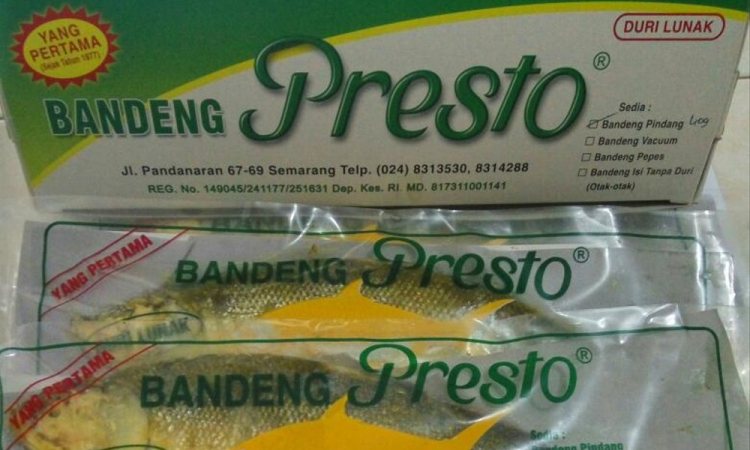 YANG
PERTAMA
(Sejak Tahun 1977)
DURI LUNAK
BANDENG Presto®
Sedia :
Bandeng Pindang
Bandeng Vacuum
Bandeng Pepes
Bandeng Isi Tanpa Duri
(Otak-otak)
Jl. Pandanaran 67-69 Semarang Telp. (024) 8313530, 8314288
REG. No. 149045/241177/251631 Dep. Kes. RI. MD. 817311001141
YANG PERTAMA
BANDENG Presto®
DURI LUNAK
YANG PERTAMA
BANDENG Presto®
Sedia :
Bandeng Pindang